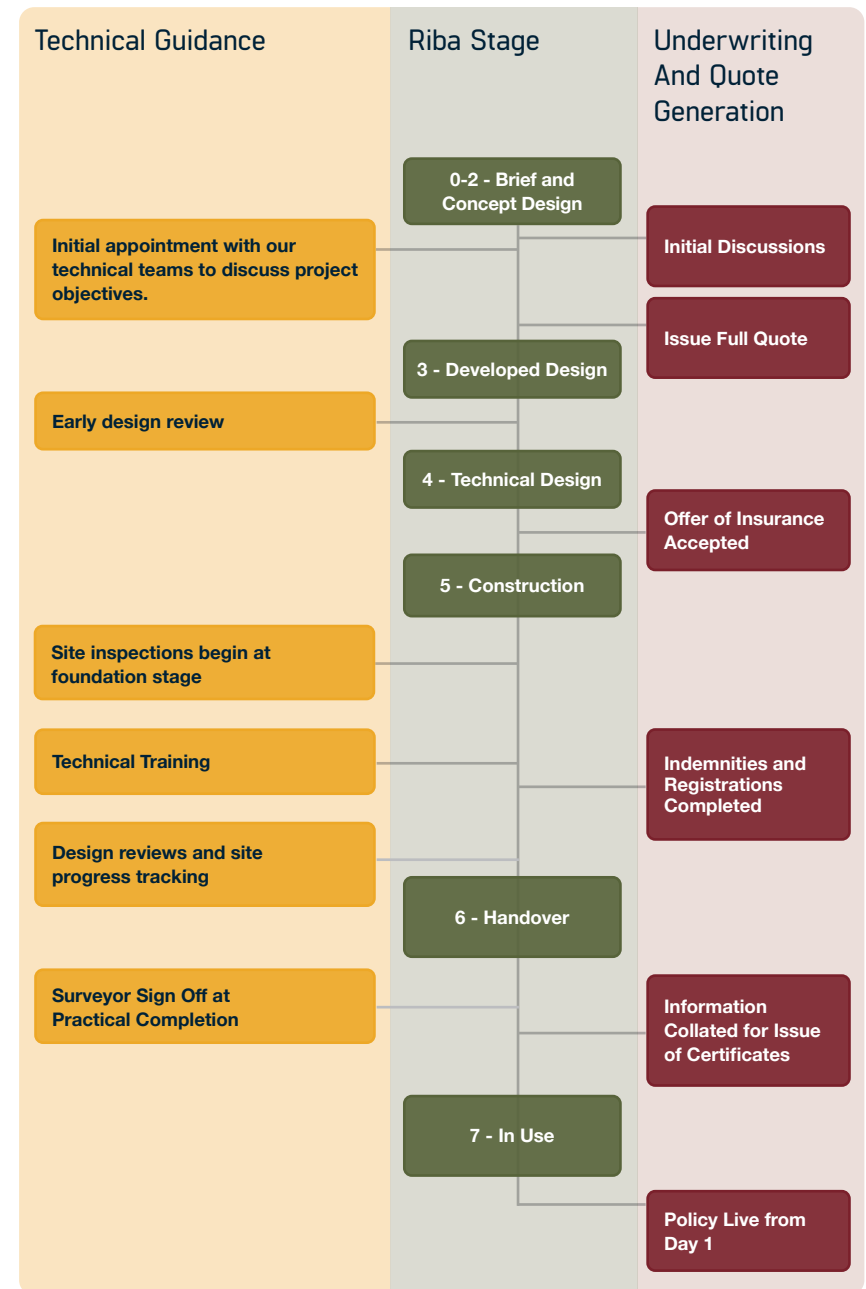 Technical Guidance
Riba Stage
Underwriting
And Quote
Generation
0-2 - Brief and
Concept Design
Initial appointment with our
technical teams to discuss project
objectives.
Initial Discussions
Issue Full Quote
3 - Developed Design
Early design review
4 - Technical Design
Offer of Insurance
Accepted
5 - Construction
Site inspections begin at
foundation stage
Technical Training
Indemnities and
Registrations
Completed
Design reviews and site
progress tracking
6 - Handover
Surveyor Sign Off at
Practical Completion
Information
Collated for Issue
of Certificates
7 - In Use
Policy Live from
Day 1